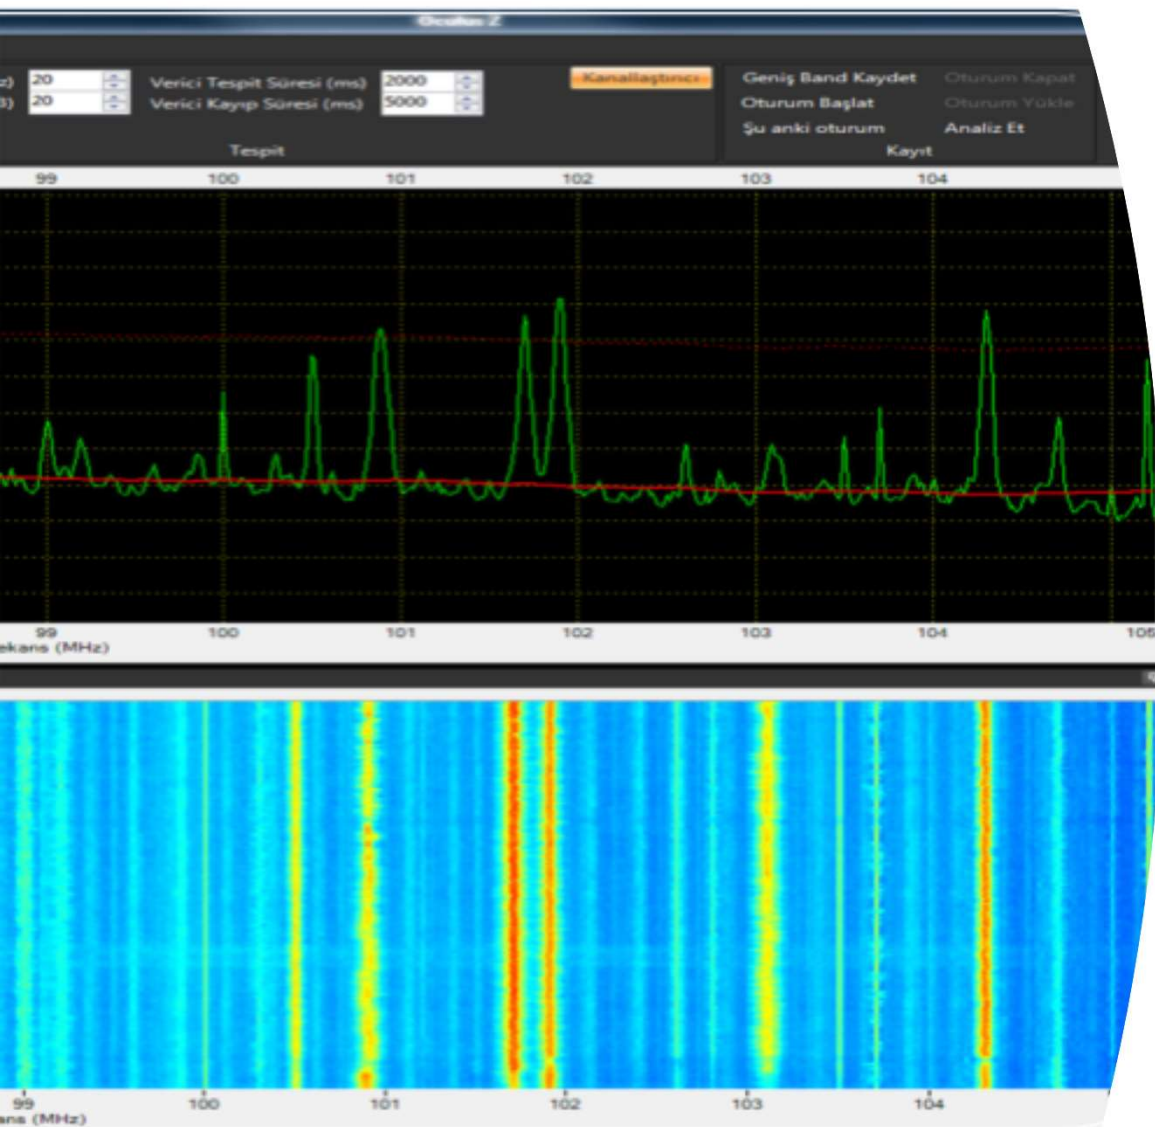 Oculus Z
z) 20 Verici Tespit Süresi (ms) 2000 Kanallaştırıcı Geniş Band Kaydet Oturum Kapat
3) 20 Verici Kayıp Süresi (ms) 5000 Oturum Başlat Oturum Yükle
Şu anki oturum Analiz Et
Tespit Kayıt
99 100 101 102 103 104
99 100 101 102 103 104 105
ekans (MHz)
99 100 101 102 103 104
ans (MHz)